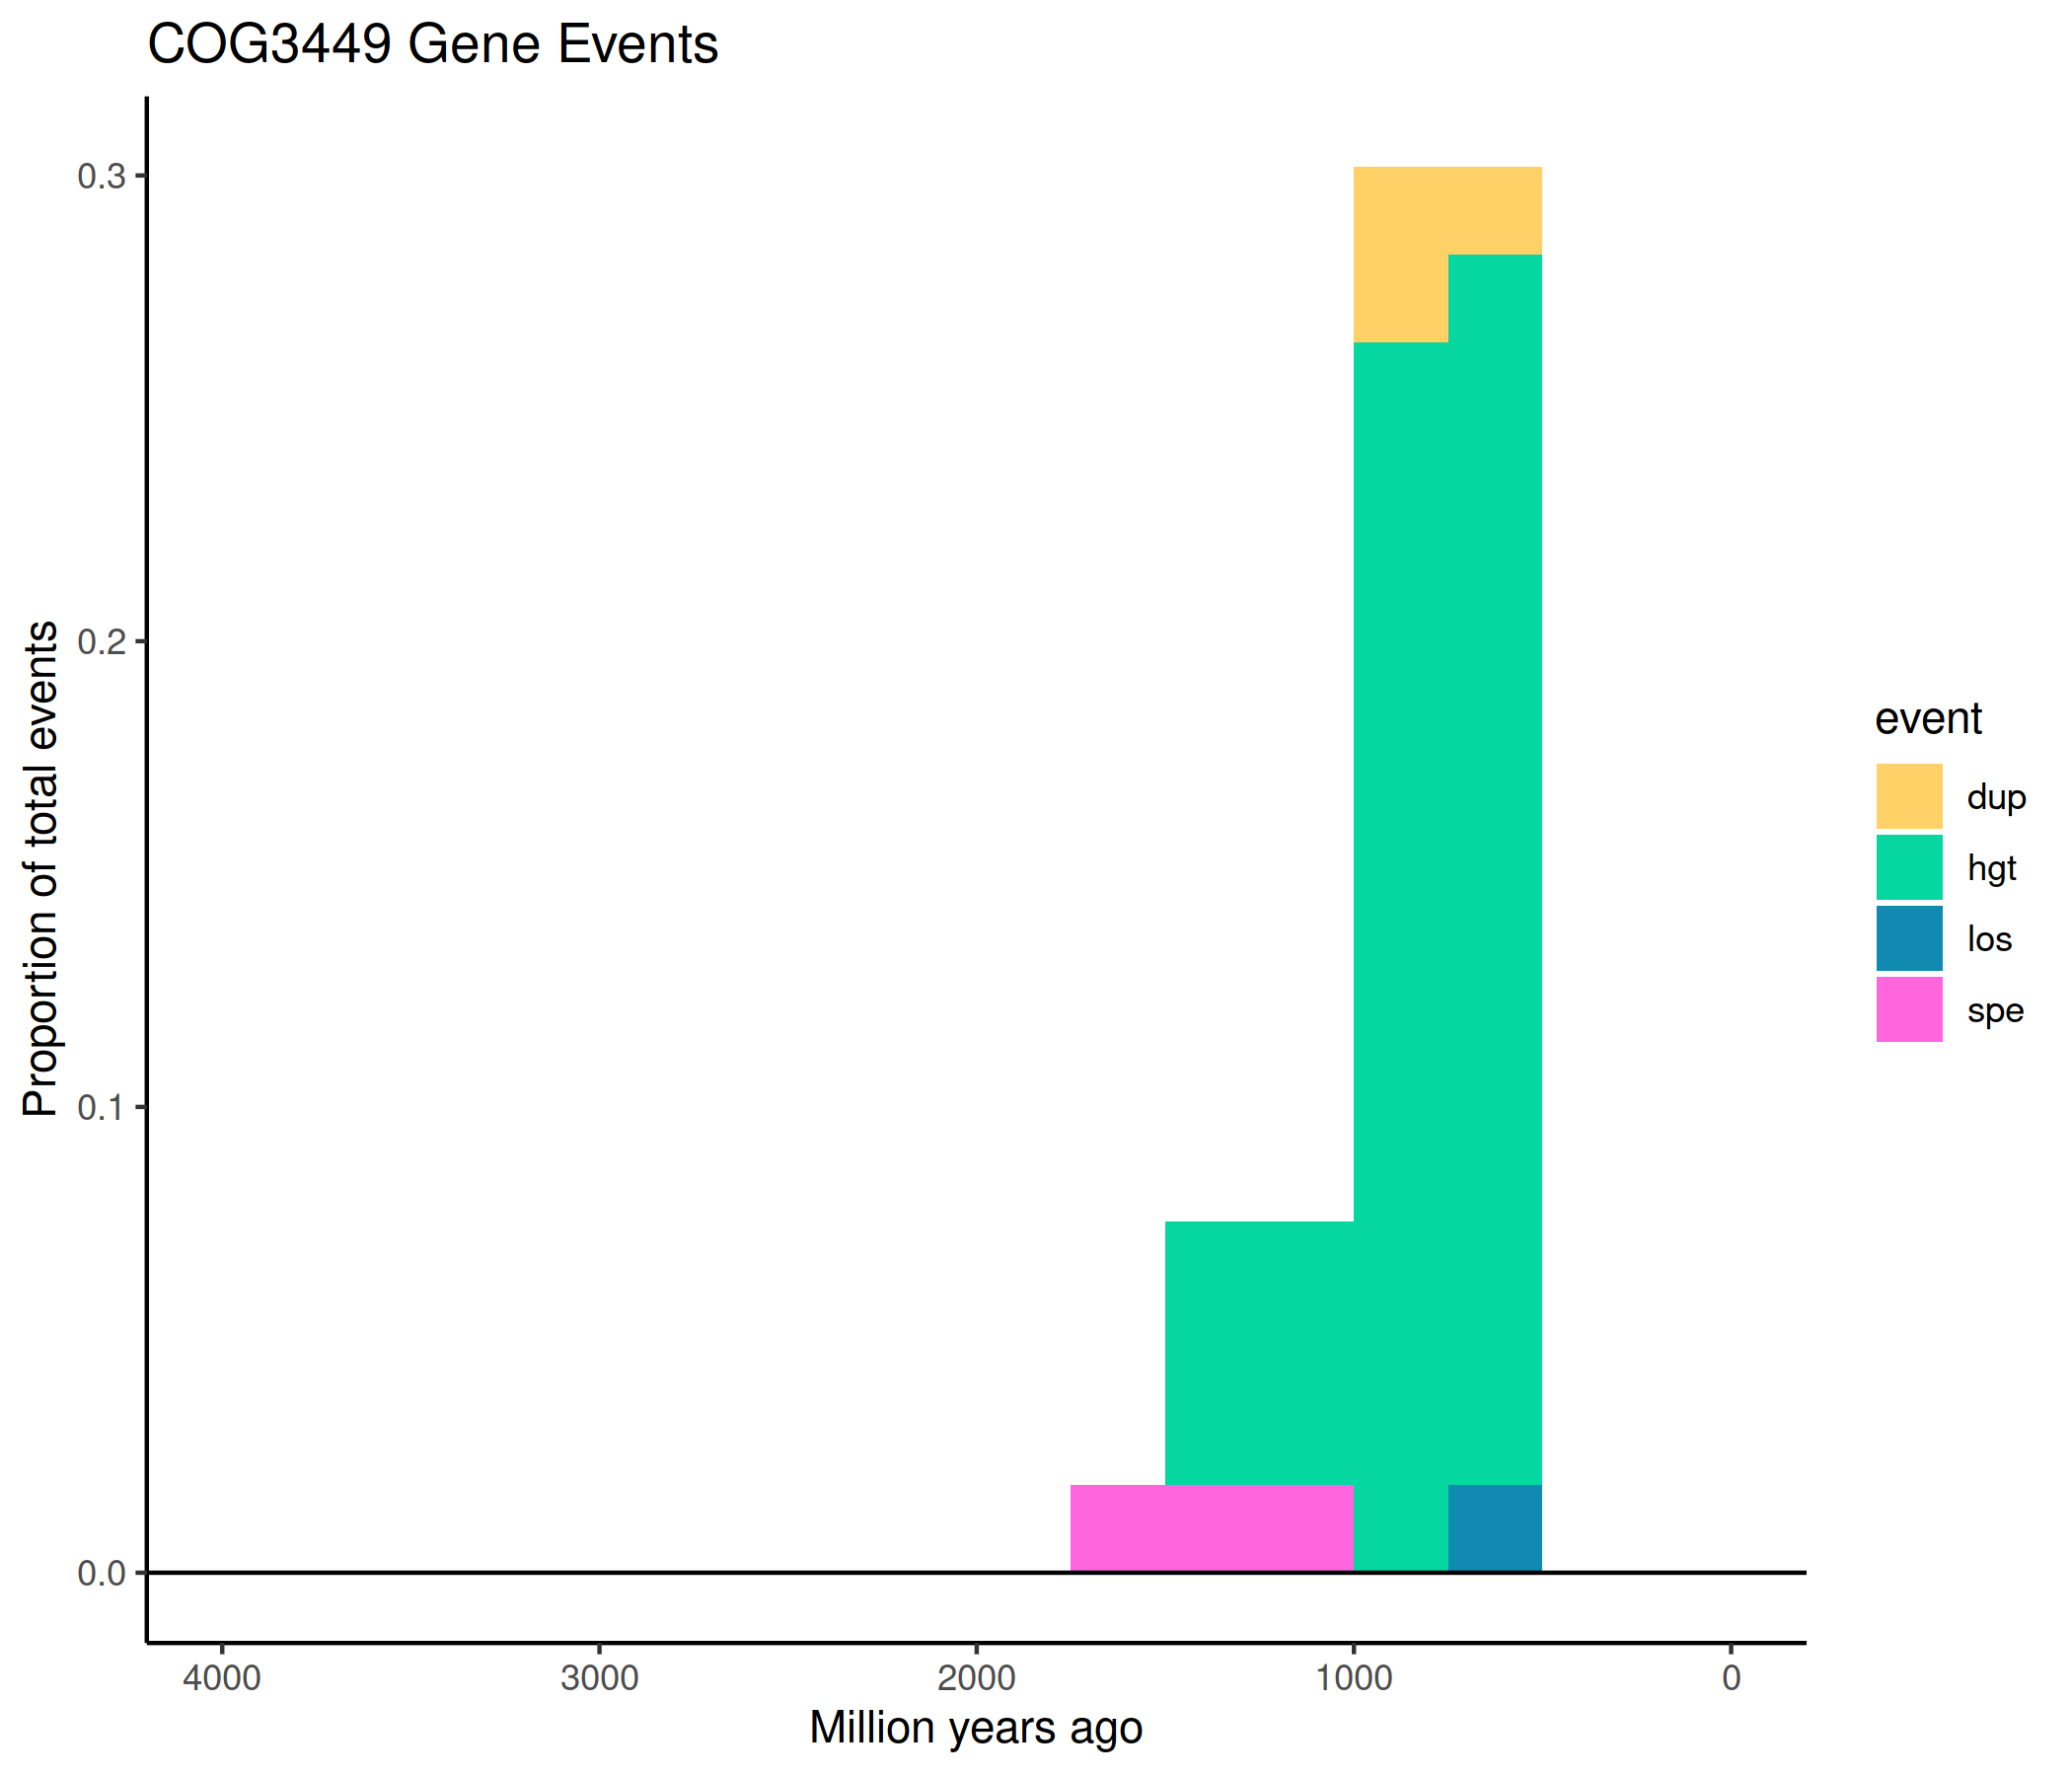 COG3449 Gene Events
Proportion of total events
0.3
0.2
0.1
0.0
4000 3000 2000 1000 0
Million years ago
event
dup
hgt
los
spe